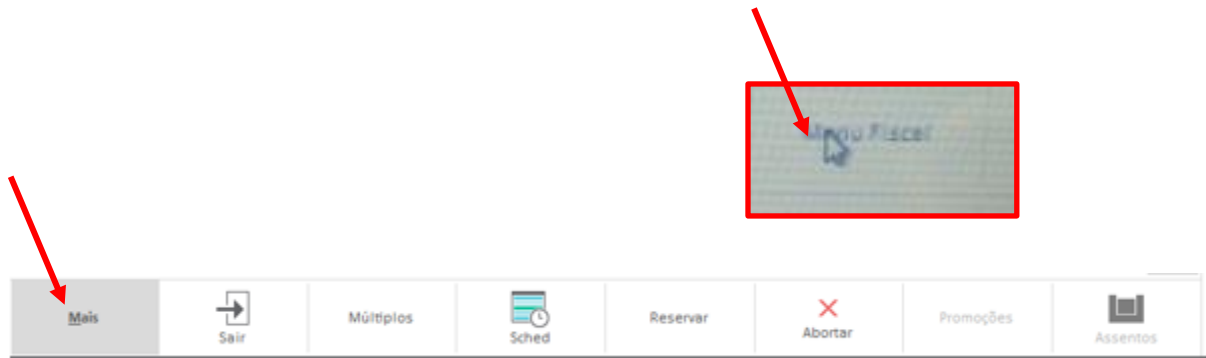 Menu Fiscal
Mais
Sair
Múltiplos
Sched
Reservar
Abortar
Promoções
Assentos